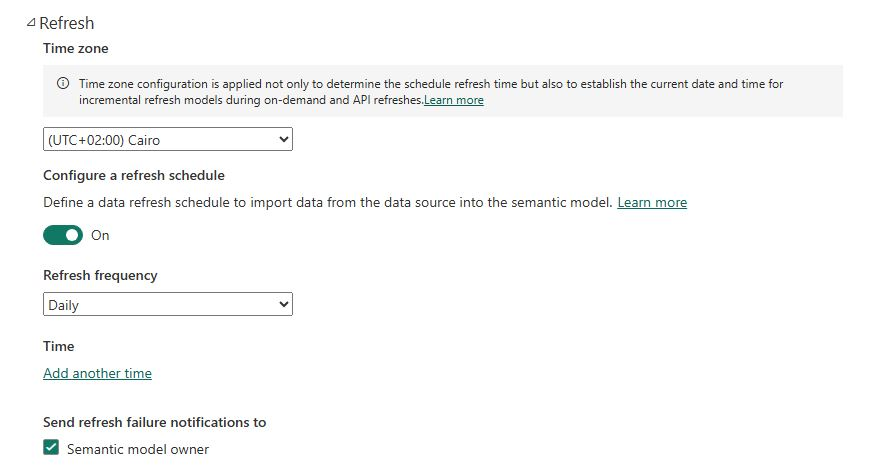 Refresh
Time zone
Time zone configuration is applied not only to determine the schedule refresh time but also to establish the current date and time for
incremental refresh models during on-demand and API refreshes.Learn more
(UTC+02:00) Cairo
Configure a refresh schedule
Define a data refresh schedule to import data from the data source into the semantic model. Learn more
On
Refresh frequency
Daily
Time
Add another time
Send refresh failure notifications to
Semantic model owner